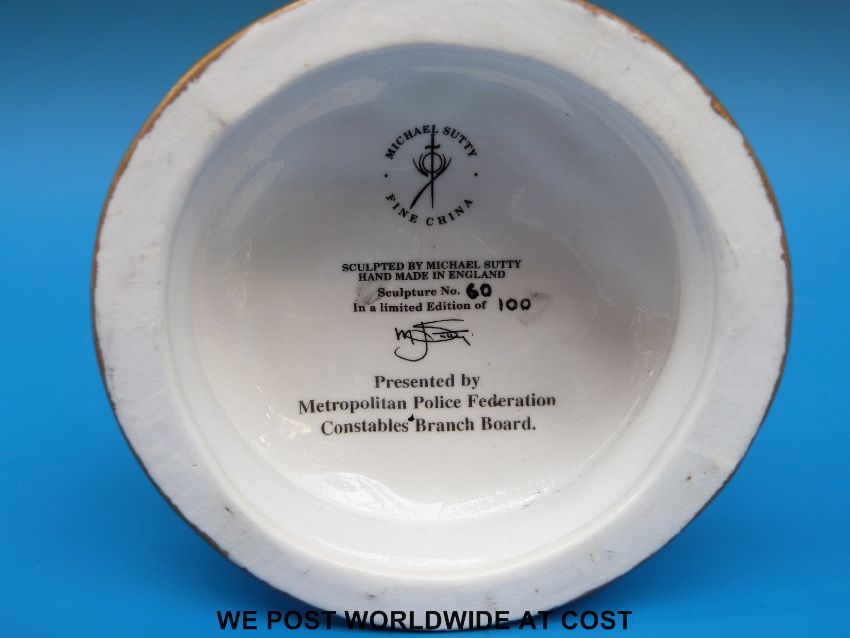 MICHAEL SUTTY
FINE CHINA
SCULPTED BY MICHAEL SUTTY
HAND MADE IN ENGLAND
Sculpture No. 60
In a limited Edition of 100
Presented by
Metropolitan Police Federation
Constables' Branch Board.
WE POST WORLDWIDE AT COST